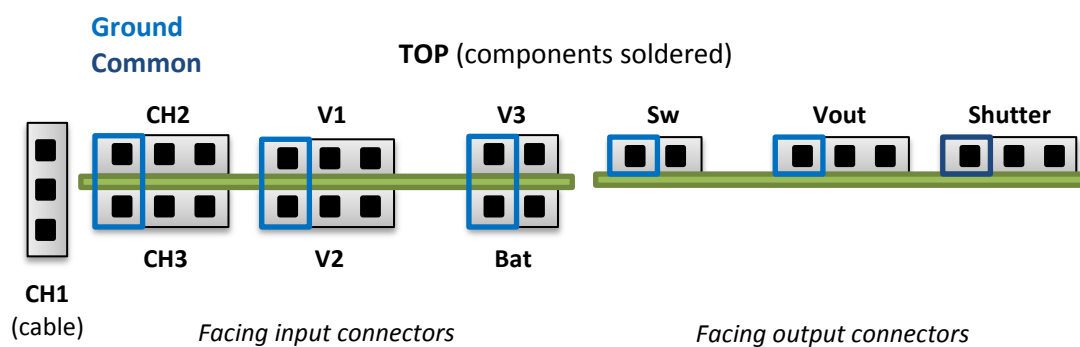 Ground
Common
TOP (components soldered)
CH2
V1
V3
Sw
Vout
Shutter
CH3
V2
Bat
CH1
(cable)
Facing input connectors
Facing output connectors